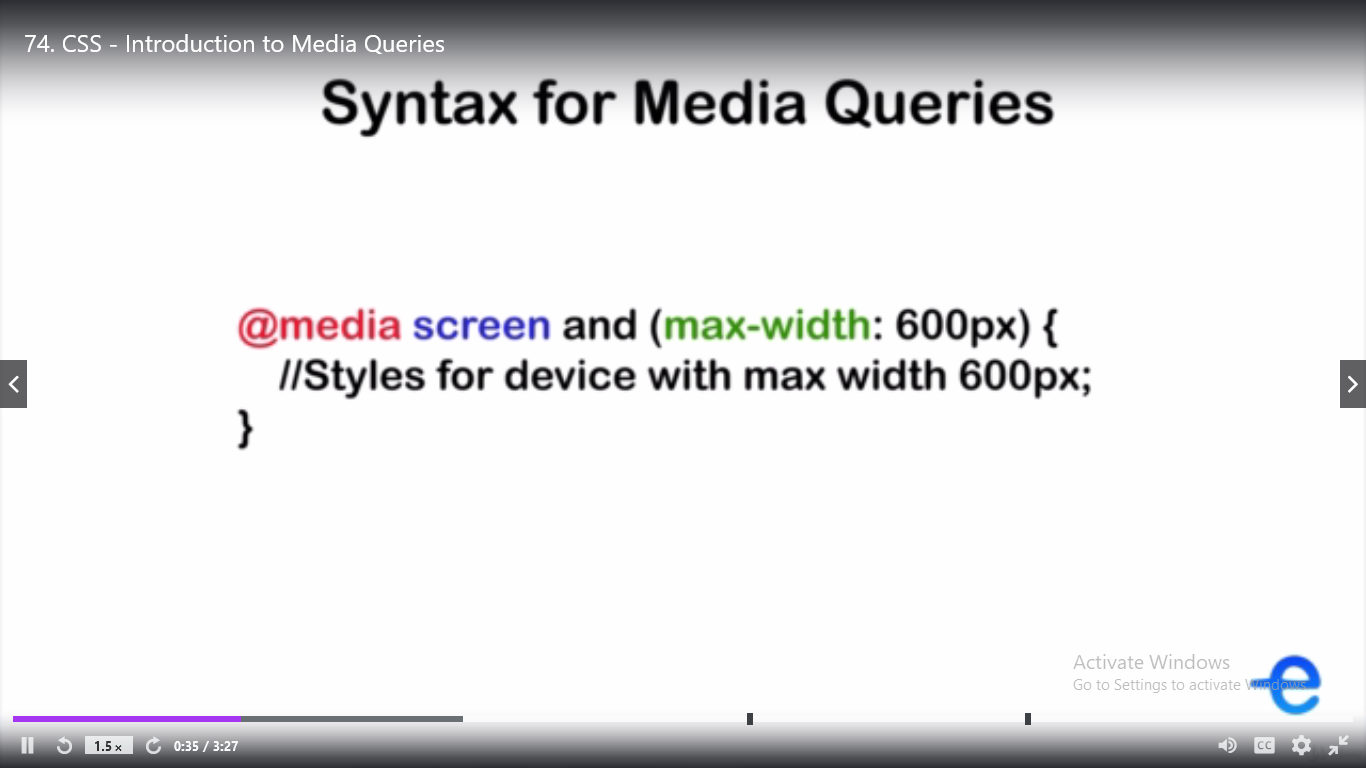 74. CSS - Introduction to Media Queries
Syntax for Media Queries
@media screen and (max-width: 600px) {
//Styles for device with max width 600px;
}
Activate Windows
Go to Settings to activate Windows.
e
1.5 x
0:35 / 3:27
CC